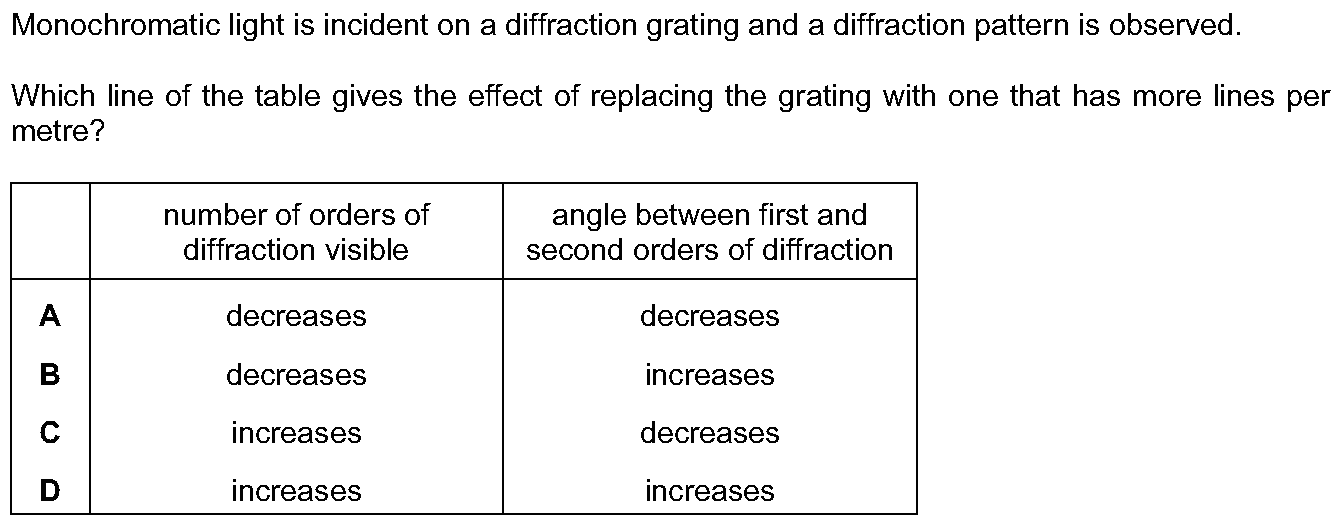 Monochromatic light is incident on a diffraction grating and a diffraction pattern is observed.
Which line of the table gives the effect of replacing the grating with one that has more lines per
metre?
number of orders of
diffraction visible
angle between first and
second orders of diffraction
A decreases decreases
B decreases increases
C increases decreases
D increases increases